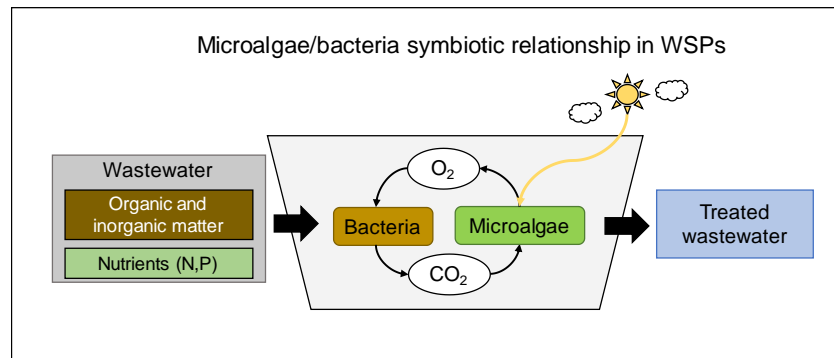 Microalgae/bacteria symbiotic relationship in WSPs
Wastewater
Organic and
inorganic matter
Nutrients (N,P)
O₂
Bacteria
Microalgae
CO₂
Treated
wastewater